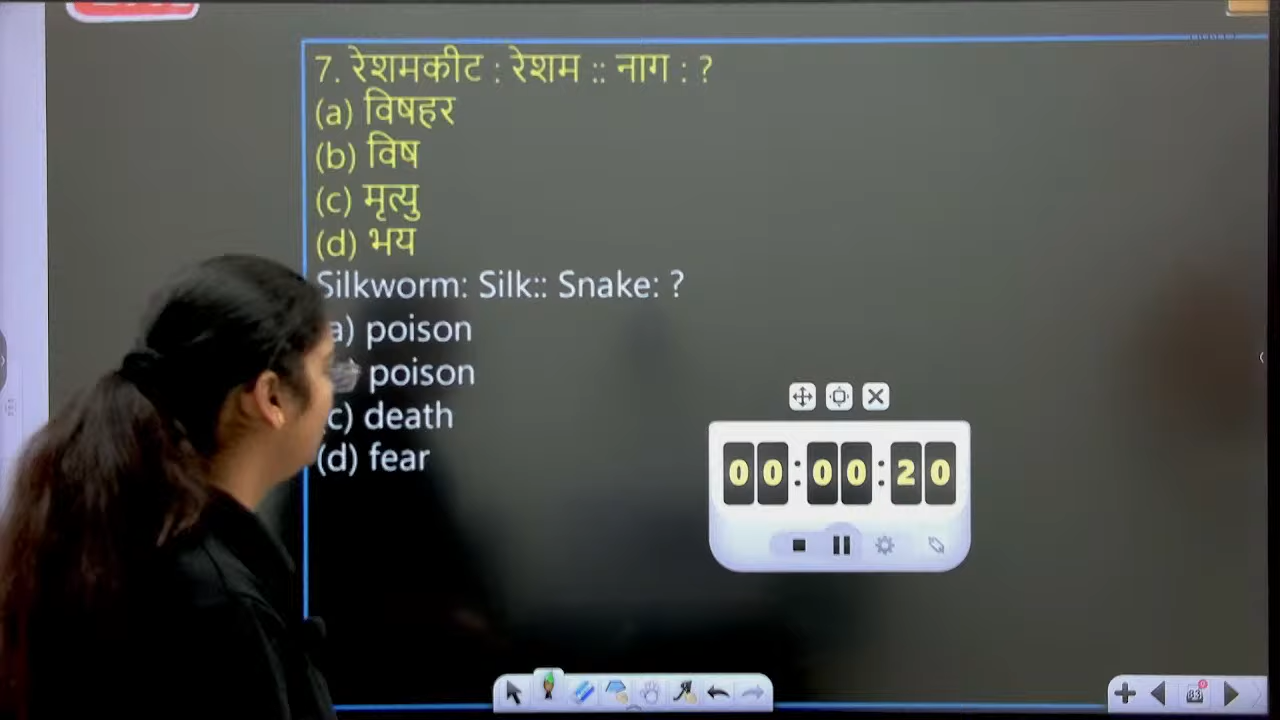 7. रेशमकीट : रेशम :: नाग : ?
(a) विषहर
(b) विष
(c) मृत्यु
(d) भय
Silkworm: Silk:: Snake: ?
a) poison
poison
c) death
(d) fear
00:00:20